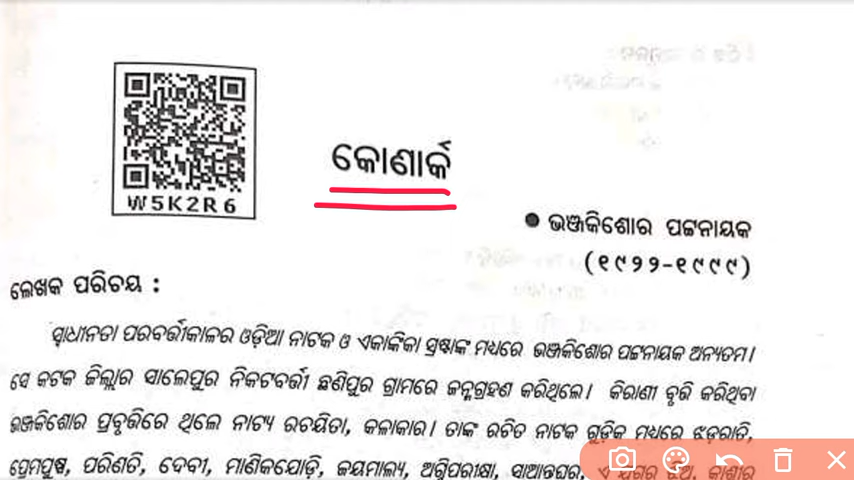 କୋଣାର୍କ
W5K2R6
● ଭଞ୍ଜକିଶୋର ପଟ୍ଟନାୟକ
(୧୯୨୨-୧୯୯୯)
ଲେଖକ ପରିଚୟ :
ସ୍ବାଧୀନତା ପରବର୍ତ୍ତୀକାଳର ଓଡ଼ିଆ ନାଟକ ଓ ଏକାଙ୍କିକା ସ୍ରଷ୍ଟାଙ୍କ ମଧ୍ୟରେ ଭଞ୍ଜକିଶୋର ପଟ୍ଟନାୟକ ଅନ୍ୟତମ।
ସେ କଟକ ଜିଲ୍ଲାର ସାଲେପୁର ନିକଟବର୍ତ୍ତୀ ଛଣିପୁର ଗ୍ରାମରେ ଜନ୍ମଗ୍ରହଣ କରିଥିଲେ। କିରାଣୀ ବୃତ୍ତି କରିଥିବା
ଭଞ୍ଜକିଶୋର ପ୍ରବୃତ୍ତିରେ ଥିଲେ ନାଟ୍ୟ ରଚୟିତା, କଳାକାର। ତାଙ୍କ ରଚିତ ନାଟକ ଗୁଡ଼ିକ ମଧ୍ୟରେ ଝଡ଼ରାତି,
ପ୍ରେମପୁଷ୍ପ, ପରିଣତି, ଦେବୀ, ମାଣିକଯୋଡ଼ି, ଜୟମାଲ୍ୟ, ଅଗ୍ନିପରୀକ୍ଷା, ସାଆନ୍ତଘର,